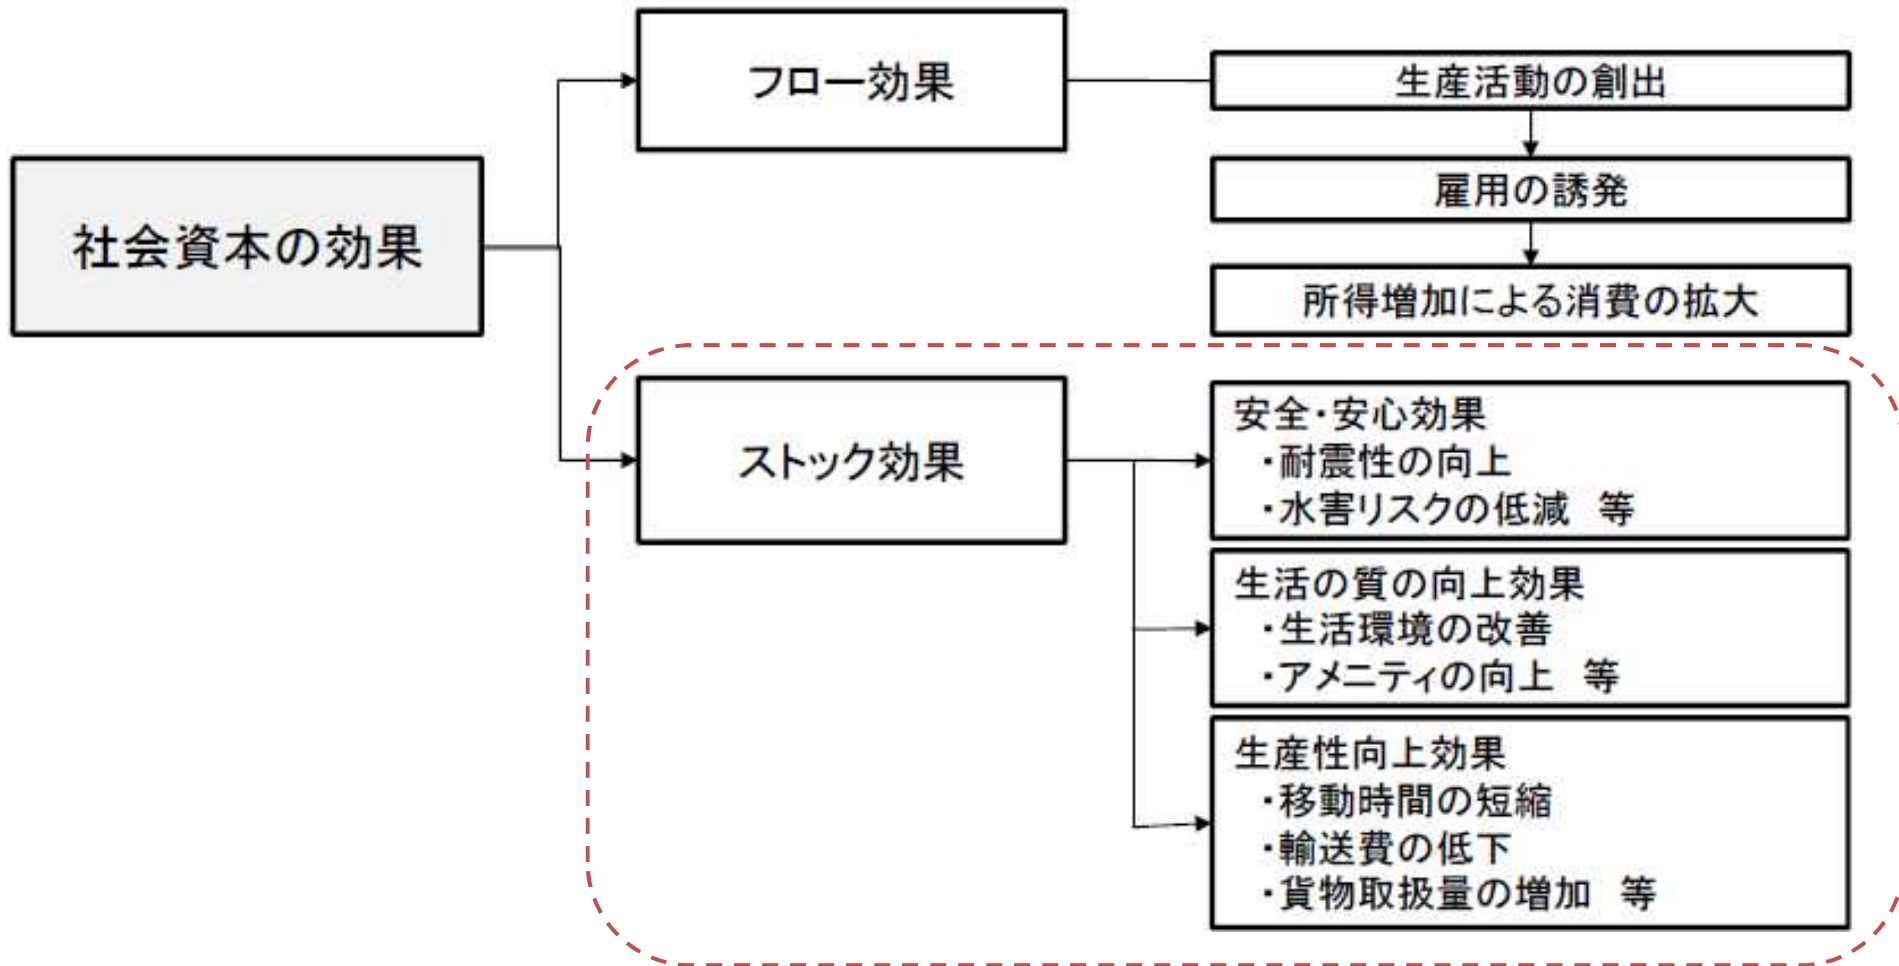 社会資本の効果
フロー効果
生産活動の創出
雇用の誘発
所得増加による消費の拡大
ストック効果
安全・安心効果
・耐震性の向上
・水害リスクの低減　等
生活の質の向上効果
・生活環境の改善
・アメニティの向上　等
生産性向上効果
・移動時間の短縮
・輸送費の低下
・貨物取扱量の増加　等